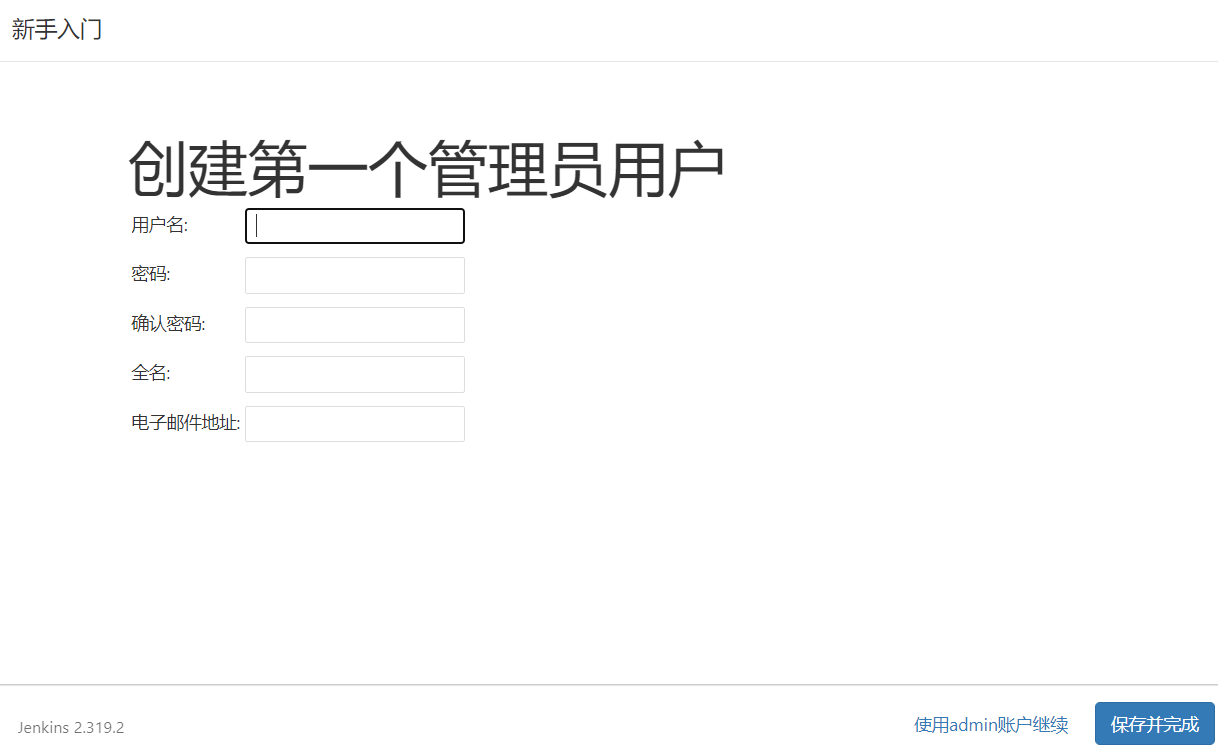 新手入门
创建第一个管理员用户
用户名:
密码:
确认密码:
全名:
电子邮件地址:
Jenkins 2.319.2
使用admin账户继续
保存并完成